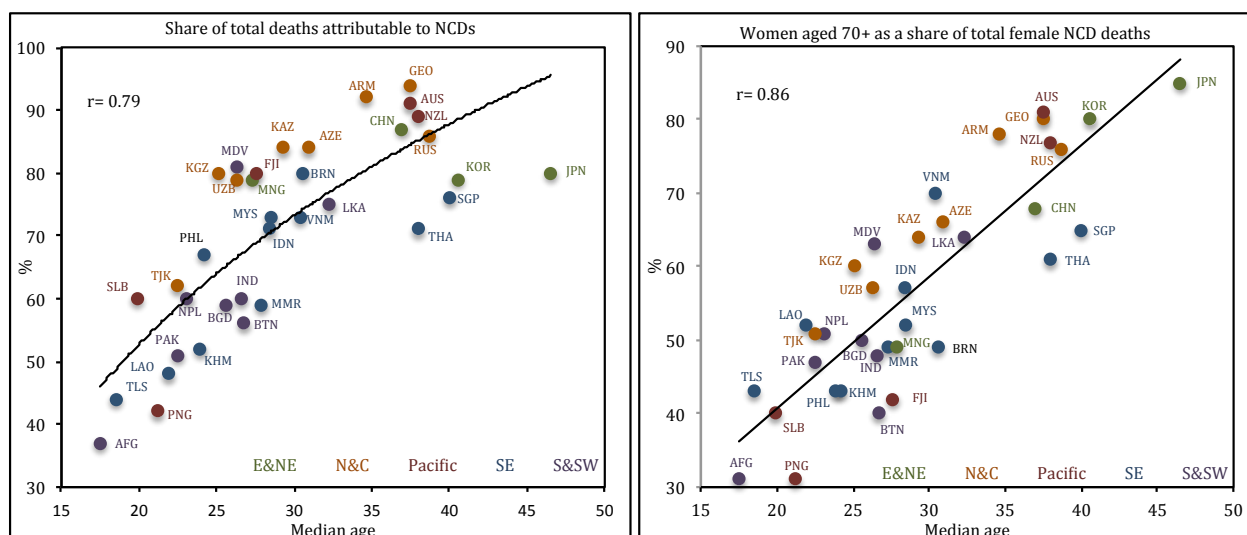 Share of total deaths attributable to NCDs
100
90
80
70
60
50
40
30
%
r= 0.79
GEO
ARM
AUS
NZL
CHN
KAZ
AZE
RUS
MDV
KGZ
FJI
BRN
UZB
MNG
KOR
JPN
SGP
MYS
VNM
LKA
IDN
THA
PHL
TJK
SLB
IND
NPL
BGD
MMR
BTN
PAK
KHM
LAO
TLS
PNG
AFG
E&NE N&C Pacific SE S&SW
15 20 25 30 35 40 45 50
Median age
Women aged 70+ as a share of total female NCD deaths
90
80
70
60
50
40
30
%
r= 0.86
JPN
AUS
KOR
GEO
ARM
NZL
RUS
VNM
CHN
KAZ
AZE
SGP
MDV
LKA
KGZ
THA
IDN
UZB
LAO
NPL
MYS
TJK
MNG
BRN
PAK
BGD
IND
MMR
TLS
PHL
KHM
FJI
SLB
BTN
AFG
PNG
E&NE N&C Pacific SE S&SW
15 20 25 30 35 40 45 50
Median age